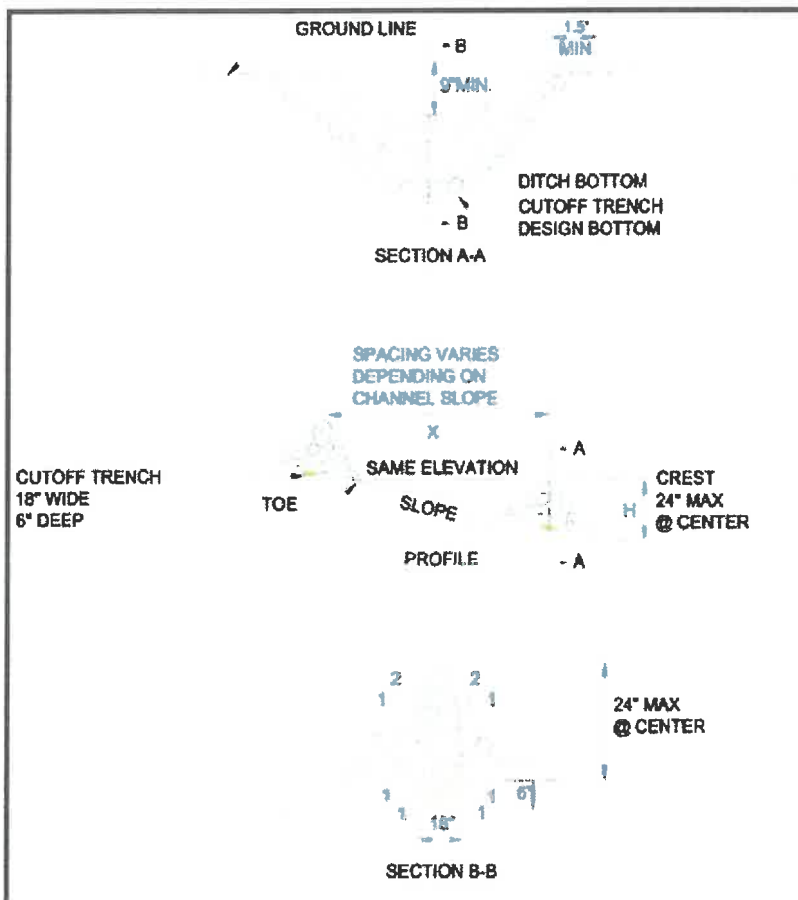 GROUND LINE
B
1.5'
MIN
9"MIN.
DITCH BOTTOM
CUTOFF TRENCH
DESIGN BOTTOM
B
SECTION A-A
SPACING VARIES
DEPENDING ON
CHANNEL SLOPE
X
A
SAME ELEVATION
CUTOFF TRENCH
18" WIDE
6" DEEP
TOE
SLOPE
H
CREST
24" MAX
@ CENTER
PROFILE
A
2
2
1
1
24" MAX
@ CENTER
1
1
6"
1
1
18"
SECTION B-B